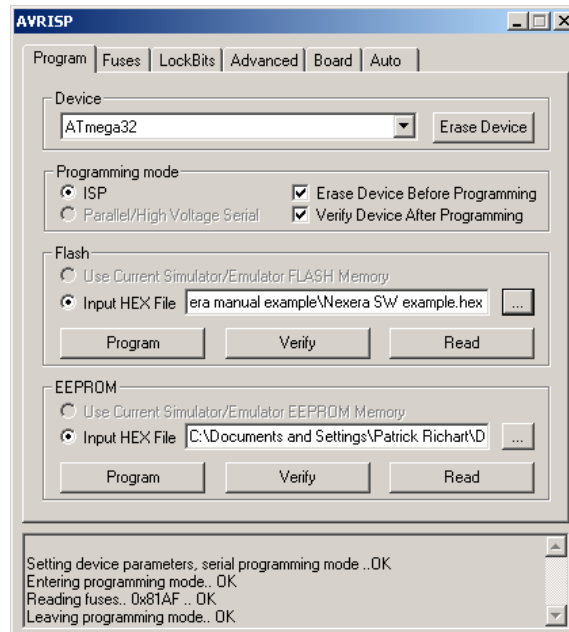 AVRISP
Program Fuses LockBits Advanced Board Auto
Device
ATmega32 Erase Device
Programming mode
ISP Erase Device Before Programming
Parallel/High Voltage Serial Verify Device After Programming
Flash
Use Current Simulator/Emulator FLASH Memory
Input HEX File era manual example\Nexera SW example.hex ...
Program Verify Read
EEPROM
Use Current Simulator/Emulator EEPROM Memory
Input HEX File C:\Documents and Settings\Patrick Richart\D ...
Program Verify Read
Setting device parameters, serial programming mode ..OK
Entering programming mode.. OK
Reading fuses.. 0x81AF .. OK
Leaving programming mode.. OK